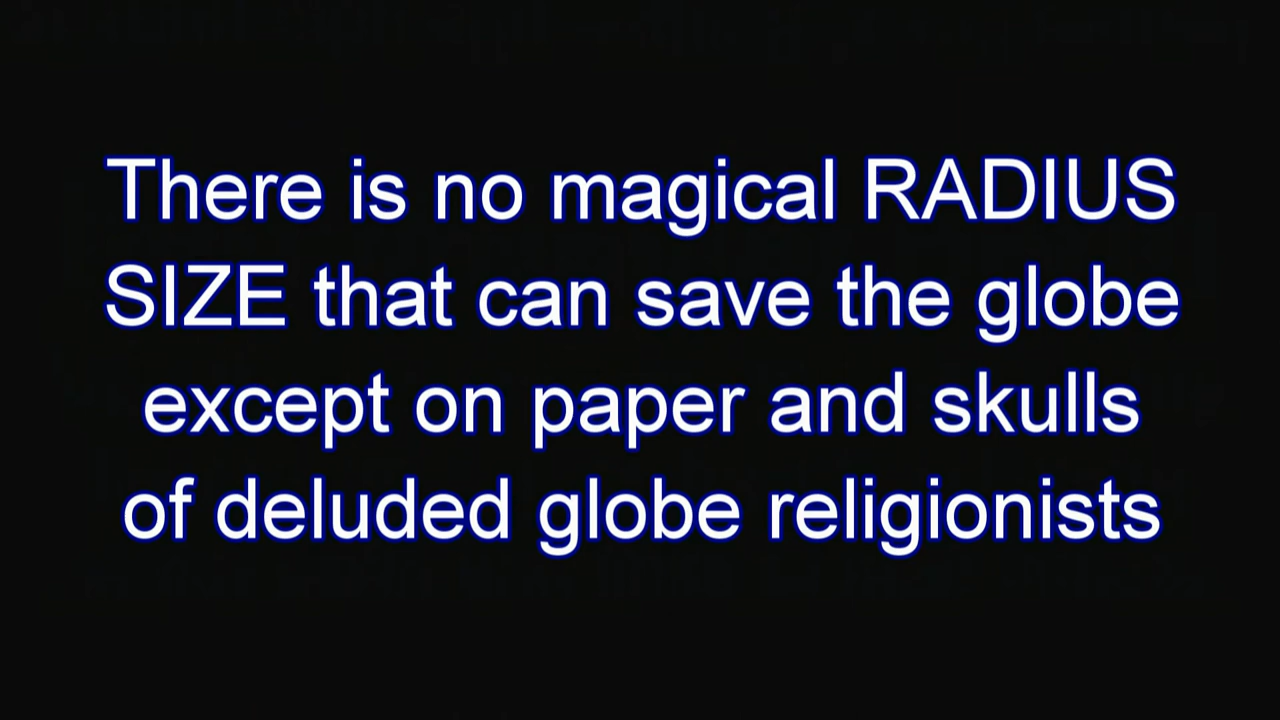 There is no magical RADIUS
SIZE that can save the globe
except on paper and skulls
of deluded globe religionists